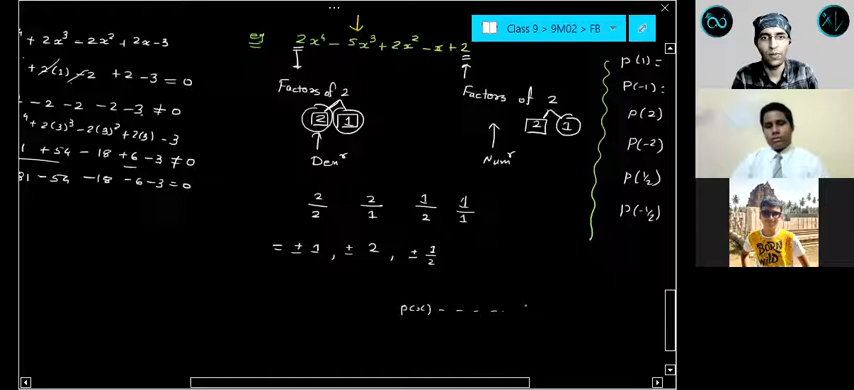 + 2x³ - 2x² + 2x - 3
+ 2(1) - 2 + 2 - 3 = 0
- 2 - 2 - 2 - 3 ≠ 0
4 + 2(3)³ - 2(3)² + 2(3) - 3
+ 54 - 18 + 6 - 3 ≠ 0
81 - 54 - 18 - 6 - 3 = 0
eg 2x⁴ - 5x³ + 2x² - x + 2
Factors of 2
2 1
Denʳ
Factors of 2
2 1
Numʳ
2/2 2/1 1/2 1/1
= ± 1 , ± 2 , ± 1/2
P(x) - - - - -
Class 9 > 9M02 > FB
P(1) =
P(-1) =
P(2)
P(-2)
P(1/2)
P(-1/2)
BORN
WILD